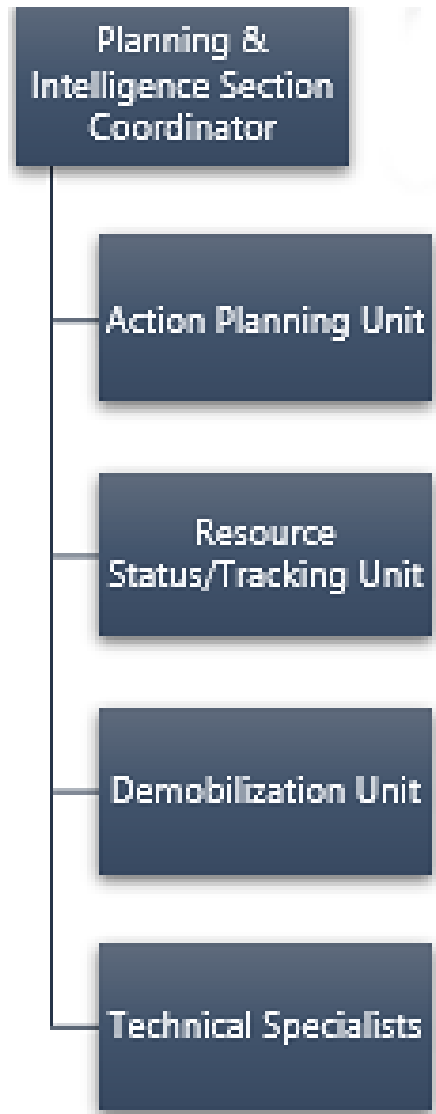 Planning &
Intelligence Section
Coordinator
Action Planning Unit
Resource
Status/Tracking Unit
Demobilization Unit
Technical Specialists